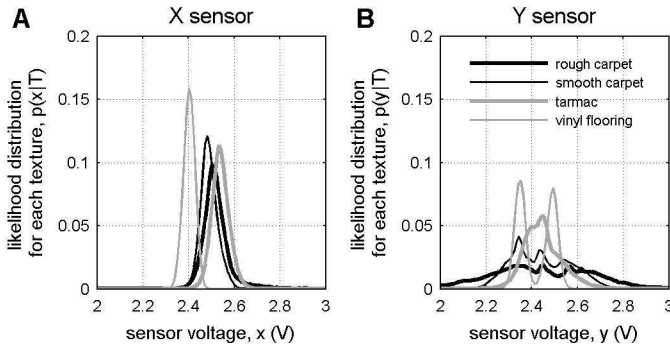 A
X sensor
likelihood distribution
for each texture, p(x|T)
0.2
0.15
0.1
0.05
0
2
2.2
2.4
2.6
2.8
3
sensor voltage, x (V)
B
Y sensor
likelihood distribution
for each texture, p(y|T)
0.2
0.15
0.1
0.05
0
rough carpet
smooth carpet
tarmac
vinyl flooring
2
2.2
2.4
2.6
2.8
3
sensor voltage, y (V)